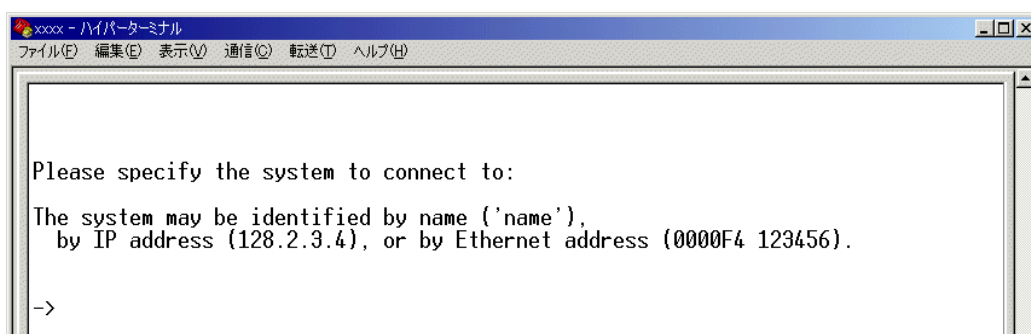 xxxx - ハイパーターミナル
ファイル(F) 編集(E) 表示(V) 通信(C) 転送(T) ヘルプ(H)
Please specify the system to connect to:
The system may be identified by name ('name'),
by IP address (128.2.3.4), or by Ethernet address (0000F4 123456).
->